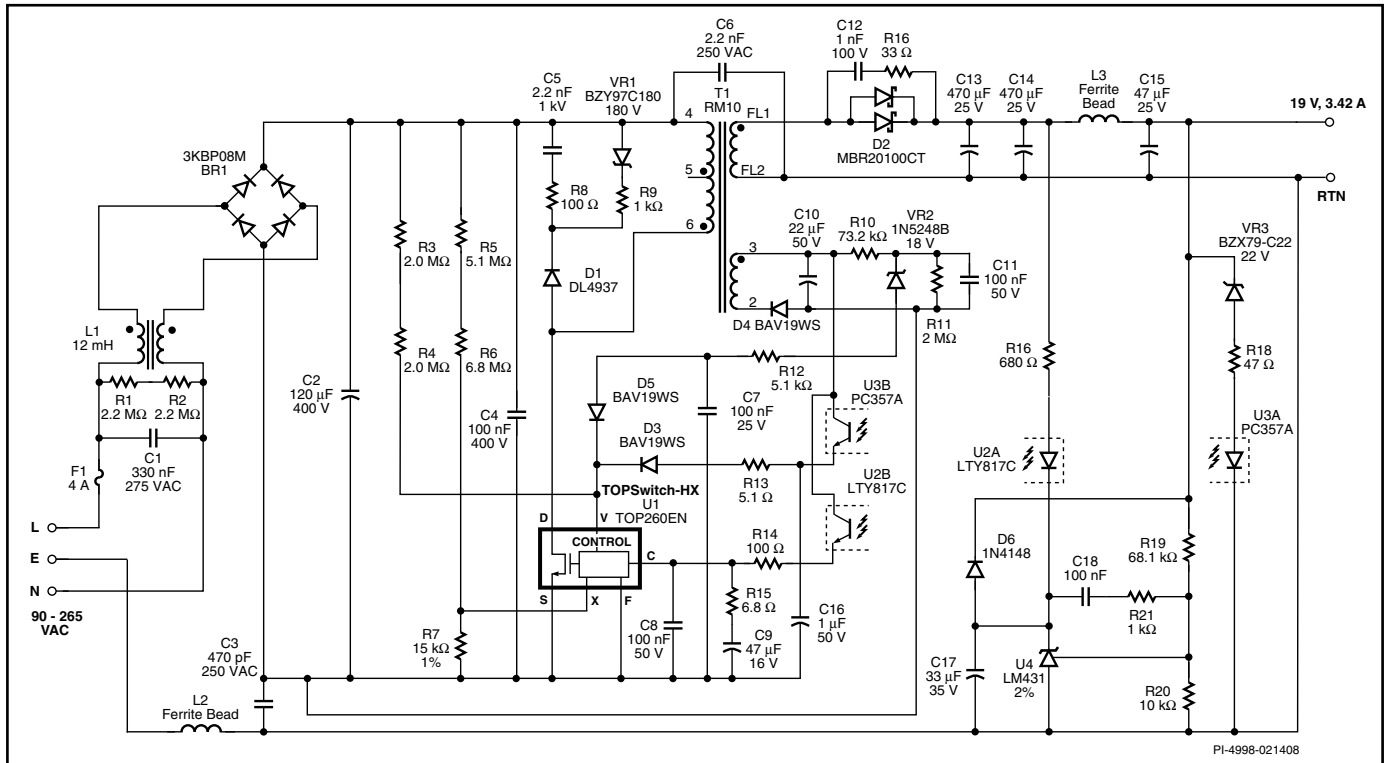 C6
2.2 nF
250 VAC
C12
1 nF
100 V
R16
33 Ω
C5
2.2 nF
1 kV
VR1
BZY97C180
180 V
T1
RM10
4
5
6
FL1
FL2
D2
MBR20100CT
C13
470 µF
25 V
C14
470 µF
25 V
L3
Ferrite
Bead
C15
47 µF
25 V
19 V, 3.42 A
RTN
3KBP08M
BR1
R8
100 Ω
R9
1 kΩ
D1
DL4937
R3
2.0 MΩ
R5
5.1 MΩ
3
2
C10
22 µF
50 V
R10
73.2 kΩ
VR2
1N5248B
18 V
C11
100 nF
50 V
R11
2 MΩ
D4 BAV19WS
VR3
BZX79-C22
22 V
L1
12 mH
R1
2.2 MΩ
R2
2.2 MΩ
C1
330 nF
275 VAC
F1
4 A
L
E
N
90 - 265
VAC
C2
120 µF
400 V
R4
2.0 MΩ
R6
6.8 MΩ
C4
100 nF
400 V
D5
BAV19WS
D3
BAV19WS
R12
5.1 kΩ
C7
100 nF
25 V
R13
5.1 Ω
U3B
PC357A
U2B
LTY817C
R16
680 Ω
U2A
LTY817C
R18
47 Ω
U3A
PC357A
TOPSwitch-HX
U1
TOP260EN
D
V
CONTROL
C
S
X
F
R14
100 Ω
R15
6.8 Ω
C8
100 nF
50 V
C9
47 µF
16 V
C16
1 µF
50 V
R7
15 kΩ
1%
C3
470 pF
250 VAC
L2
Ferrite Bead
D6
1N4148
C18
100 nF
R19
68.1 kΩ
R21
1 kΩ
C17
33 µF
35 V
U4
LM431
2%
R20
10 kΩ
PI-4998-021408